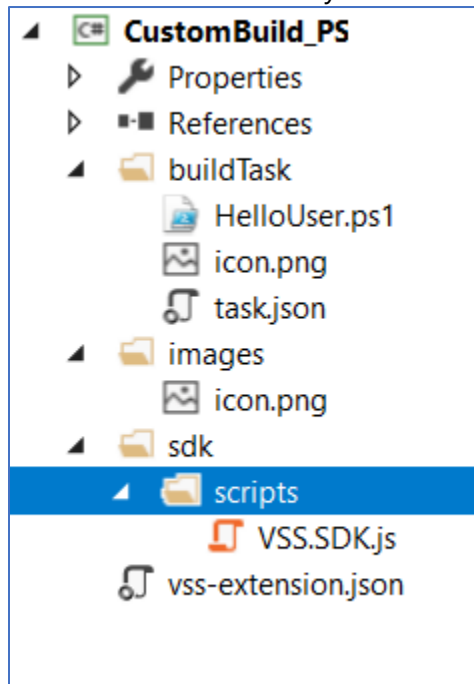 C# CustomBuild_PS
Properties
References
buildTask
HelloUser.ps1
icon.png
task.json
images
icon.png
sdk
scripts
VSS.SDK.js
vss-extension.json